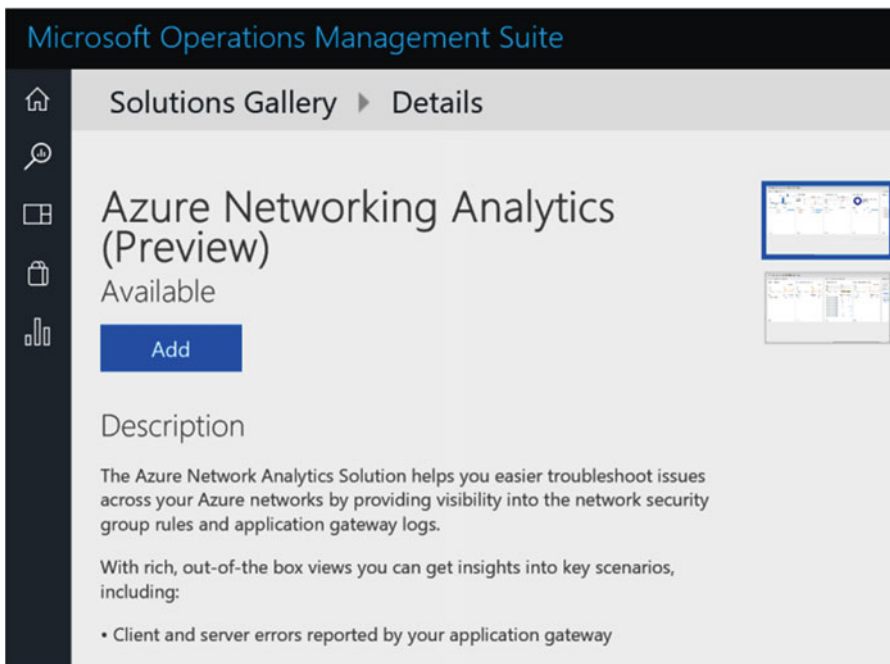 Microsoft Operations Management Suite
Solutions Gallery Details
Azure Networking Analytics
(Preview)
Available
Add
Description
The Azure Network Analytics Solution helps you easier troubleshoot issues
across your Azure networks by providing visibility into the network security
group rules and application gateway logs.
With rich, out-of-the box views you can get insights into key scenarios,
including:
• Client and server errors reported by your application gateway